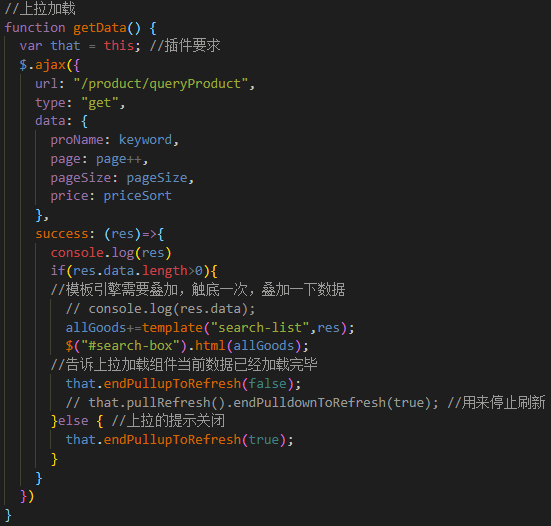 //上拉加载
function getData() {
  var that = this; //插件要求
  $.ajax({
    url: "/product/queryProduct",
    type: "get",
    data: {
      proName: keyword,
      page: page++,
      pageSize: pageSize,
      price: priceSort
    },
    success: (res)=>{
      console.log(res)
      if(res.data.length>0){
      //模板引擎需要叠加，触底一次，叠加一下数据
        // console.log(res.data);
        allGoods+=template("search-list",res);
        $("#search-box").html(allGoods);
      //告诉上拉加载组件当前数据已经加载完毕
        that.endPullupToRefresh(false);
        // that.pullRefresh().endPulldownToRefresh(true); //用来停止刷新
      }else { //上拉的提示关闭
        that.endPullupToRefresh(true);
      }
    }
  })
}